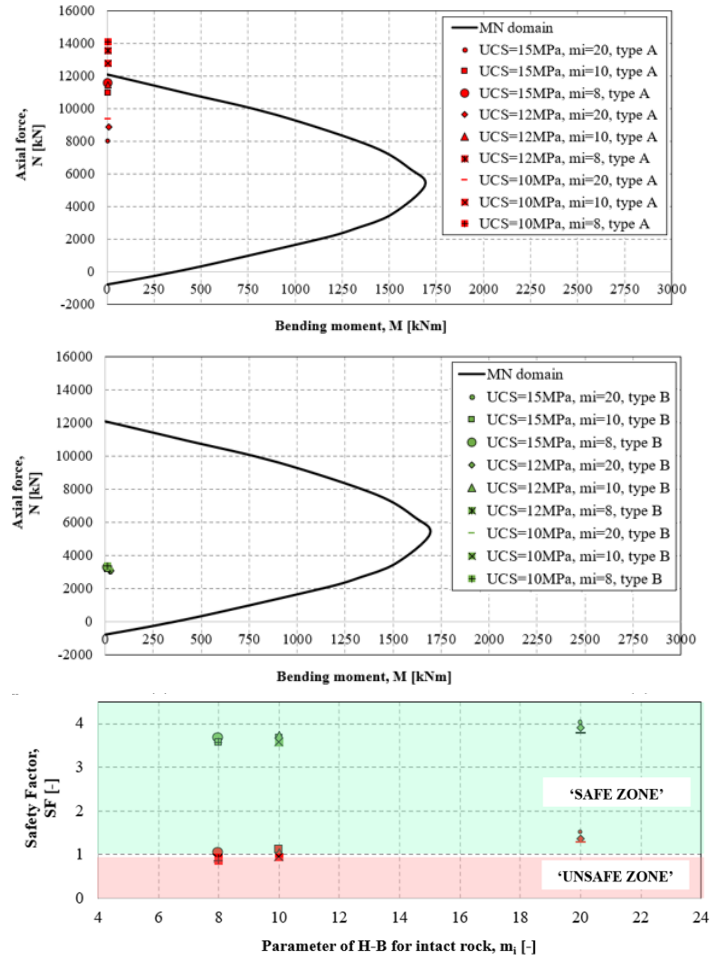 16000
14000
12000
10000
8000
6000
4000
2000
0
-2000
Axial force,
N [kN]
0 250 500 750 1000 1250 1500 1750 2000 2250 2500 2750 3000
Bending moment, M [kNm]
MN domain
UCS=15MPa, mi=20, type A
UCS=15MPa, mi=10, type A
UCS=15MPa, mi=8, type A
UCS=12MPa, mi=20, type A
UCS=12MPa, mi=10, type A
UCS=12MPa, mi=8, type A
UCS=10MPa, mi=20, type A
UCS=10MPa, mi=10, type A
UCS=10MPa, mi=8, type A
16000
14000
12000
10000
8000
6000
4000
2000
0
-2000
Axial force,
N [kN]
0 250 500 750 1000 1250 1500 1750 2000 2250 2500 2750 3000
Bending moment, M [kNm]
MN domain
UCS=15MPa, mi=20, type B
UCS=15MPa, mi=10, type B
UCS=15MPa, mi=8, type B
UCS=12MPa, mi=20, type B
UCS=12MPa, mi=10, type B
UCS=12MPa, mi=8, type B
UCS=10MPa, mi=20, type B
UCS=10MPa, mi=10, type B
UCS=10MPa, mi=8, type B
4
3
2
1
0
Safety Factor,
SF [-]
‘SAFE ZONE’
‘UNSAFE ZONE’
4 6 8 10 12 14 16 18 20 22 24
Parameter of H-B for intact rock, mi [-]